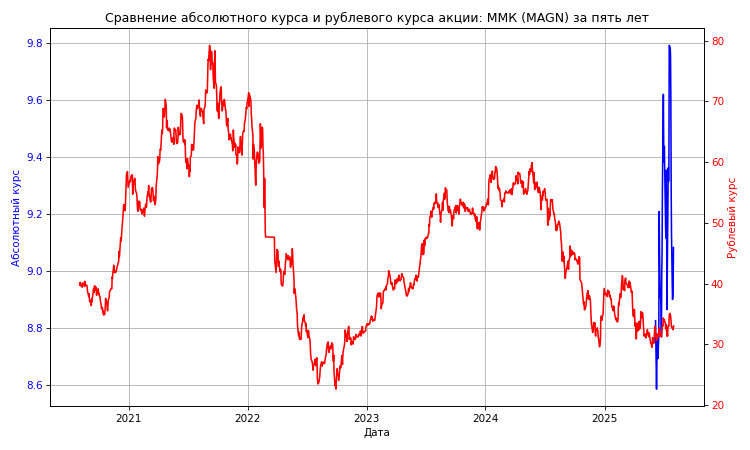 Сравнение абсолютного курса и рублевого курса акции: ММК (MAGN) за пять лет
Абсолютный курс
9.8
9.6
9.4
9.2
9.0
8.8
8.6
80
70
60
50
40
30
20
Рублевый курс
2021 2022 2023 2024 2025
Дата